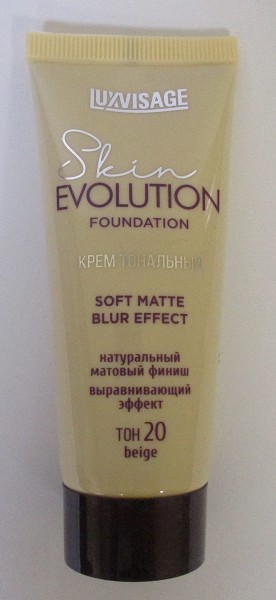 LUXVISAGE
Skin
EVOLUTION
FOUNDATION
КРЕМ ТОНАЛЬНЫЙ
SOFT MATTE
BLUR EFFECT
натуральный
матовый финиш
выравнивающий
эффект
ТОН 20
beige